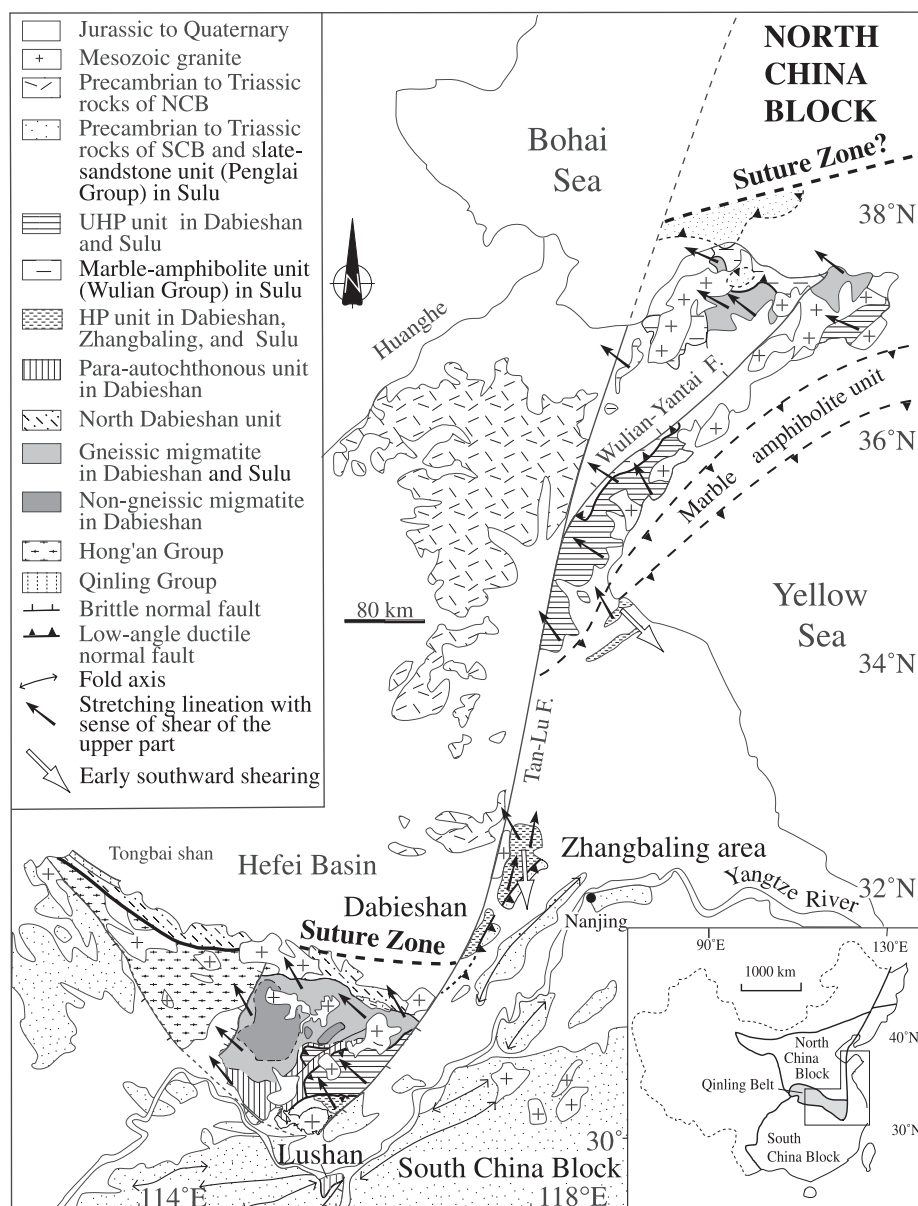 Jurassic to Quaternary
Mesozoic granite
Precambrian to Triassic
rocks of NCB
Precambrian to Triassic
rocks of SCB and slate-
sandstone unit (Penglai
Group) in Sulu
UHP unit in Dabieshan
and Sulu
Marble-amphibolite unit
(Wulian Group) in Sulu
HP unit in Dabieshan,
Zhangbaling, and Sulu
Para-autochthonous unit
in Dabieshan
North Dabieshan unit
Gneissic migmatite
in Dabieshan and Sulu
Non-gneissic migmatite
in Dabieshan
Hong'an Group
Qinling Group
Brittle normal fault
Low-angle ductile
normal fault
Fold axis
Stretching lineation with
sense of shear of the
upper part
Early southward shearing
NORTH
CHINA
BLOCK
Bohai
Sea
Suture Zone?
38°N
N
Huanghe
Wulian-Yantai F.
36°N
Marble amphibolite unit
80 km
Yellow
Sea
34°N
Tan-Lu F.
Zhangbaling area
Tongbai shan
Hefei Basin
32°N
Yangtze River
Nanjing
Dabieshan
Suture Zone
30°
Lushan
South China Block
114°E
118°E
90°E
130°E
1000 km
40°N
North
China
Block
Qinling Belt
30°N
South
China Block